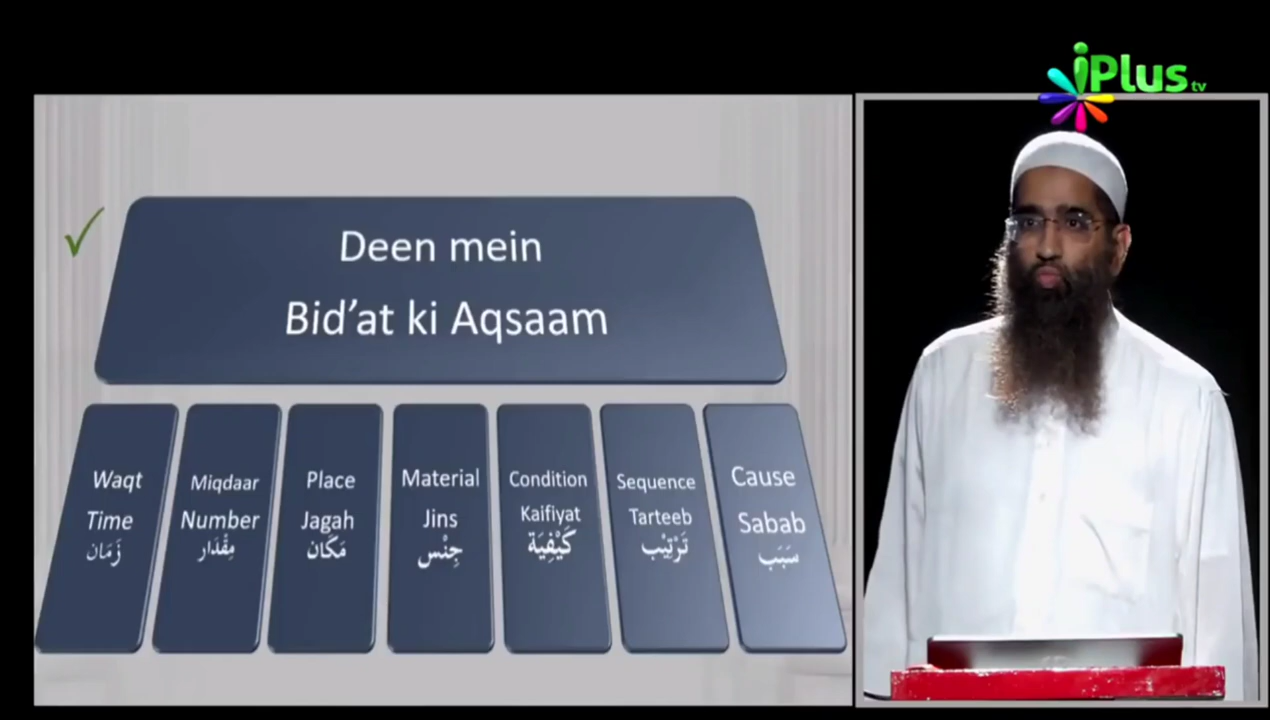 iPlus tv
Deen mein
Bid'at ki Aqsaam
Waqt
Time
زَمَان
Miqdaar
Number
مِقْدَار
Place
Jagah
مَكَان
Material
Jins
جِنْس
Condition
Kaifiyat
كَيْفِيَة
Sequence
Tarteeb
تَرْتِيْب
Cause
Sabab
سَبَب